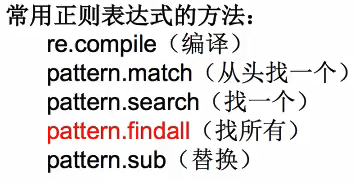 常用正则表达式的方法：
re.compile（编译）
pattern.match（从头找一个）
pattern.search（找一个）
pattern.findall（找所有）
pattern.sub（替换）